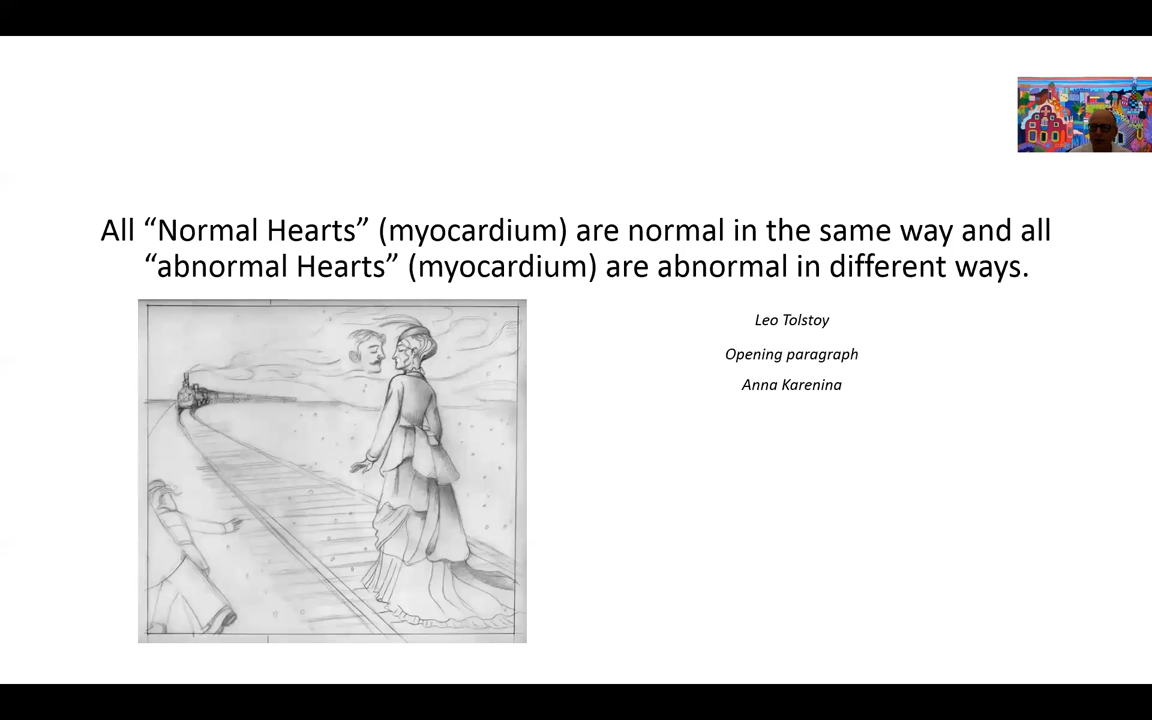 All “Normal Hearts” (myocardium) are normal in the same way and all
“abnormal Hearts” (myocardium) are abnormal in different ways.
Leo Tolstoy
Opening paragraph
Anna Karenina